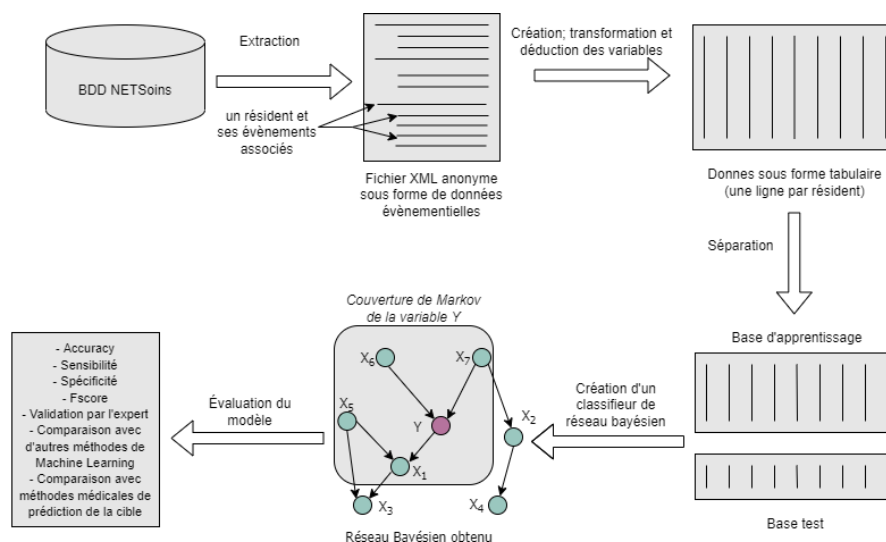 BDD NETSoins
Extraction
un résident et
ses évènements
associés
Fichier XML anonyme
sous forme de données
évènementielles
Création; transformation et
déduction des variables
Donnes sous forme tabulaire
(une ligne par résident)
Séparation
Base d'apprentissage
Base test
Création d'un
classifieur de
réseau bayésien
Couverture de Markov
de la variable Y
X6
X7
X5
Y
X2
X1
X3
X4
Réseau Bayésien obtenu
Évaluation du
modèle
- Accuracy
- Sensibilité
- Spécificité
- Fscore
- Validation par l'expert
- Comparaison avec
d'autres méthodes de
Machine Learning
- Comparaison avec
méthodes médicales de
prédiction de la cible